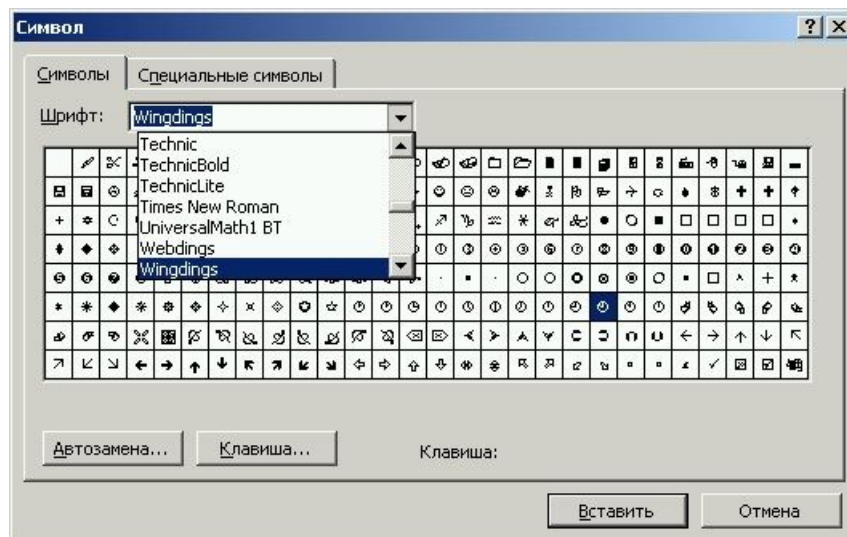 Символ
Символы
Специальные символы
Шрифт:
Wingdings
Technic
TechnicBold
TechnicLite
Times New Roman
UniversalMath1 BT
Webdings
Wingdings
Автозамена...
Клавиша...
Клавиша:
Вставить
Отмена